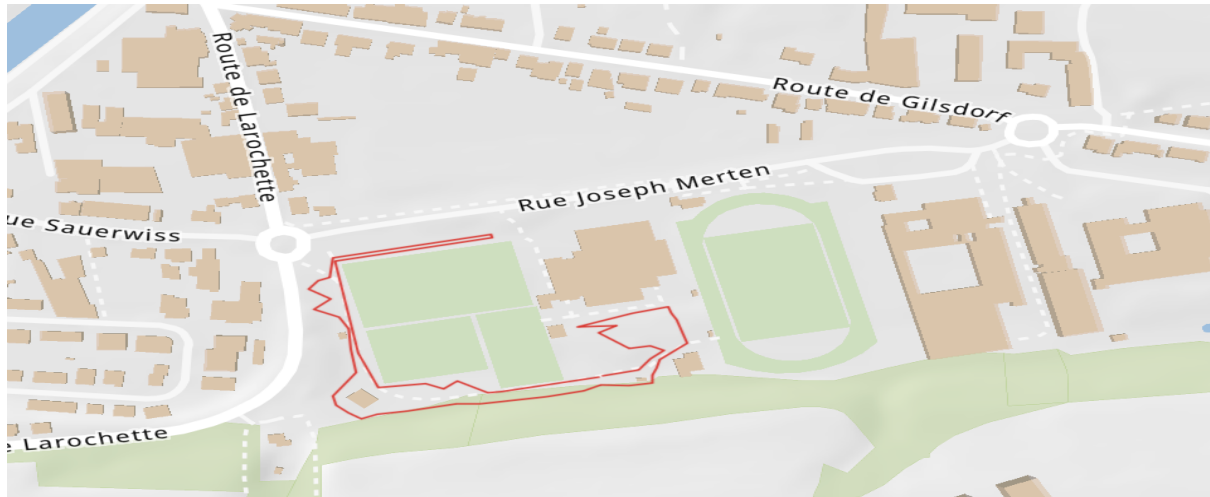 Route de Larochette
Route de Gilsdorf
Rue Joseph Merten
ue Sauerwiss
e Larochette